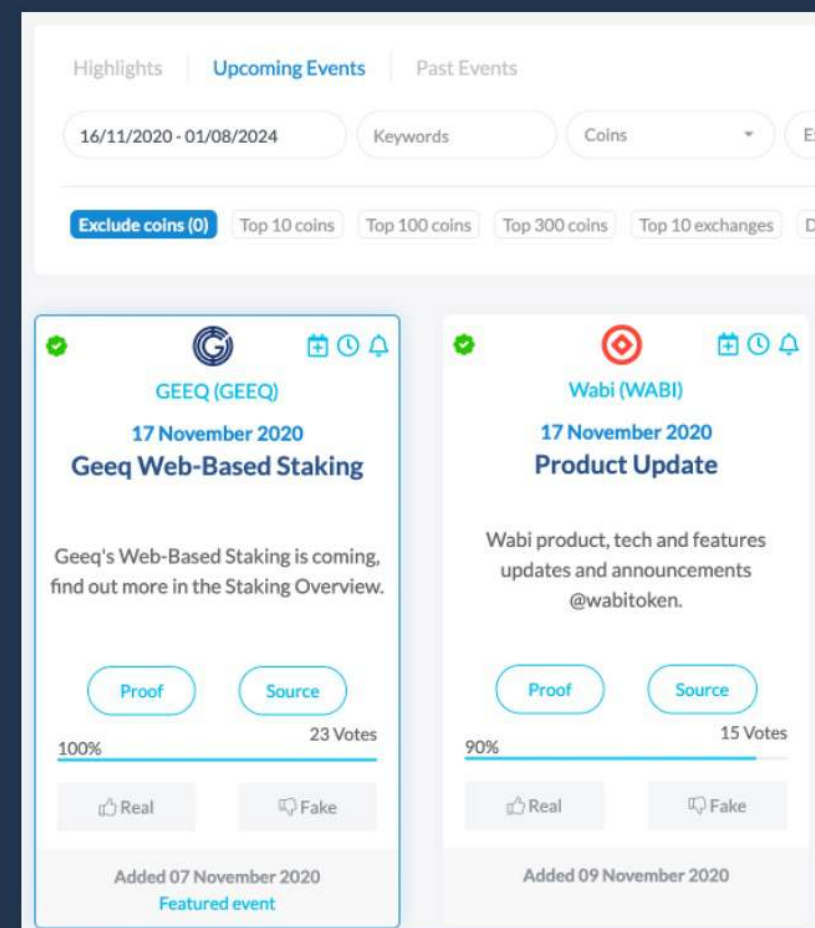 Highlights Upcoming Events Past Events
16/11/2020 - 01/08/2024 Keywords Coins
Exclude coins (0) Top 10 coins Top 100 coins Top 300 coins Top 10 exchanges
GEEQ (GEEQ)
17 November 2020
Geeq Web-Based Staking
Geeq's Web-Based Staking is coming,
find out more in the Staking Overview.
Proof Source
100% 23 Votes
Real Fake
Added 07 November 2020
Featured event
Wabi (WABI)
17 November 2020
Product Update
Wabi product, tech and features
updates and announcements
@wabitoken.
Proof Source
90% 15 Votes
Real Fake
Added 09 November 2020